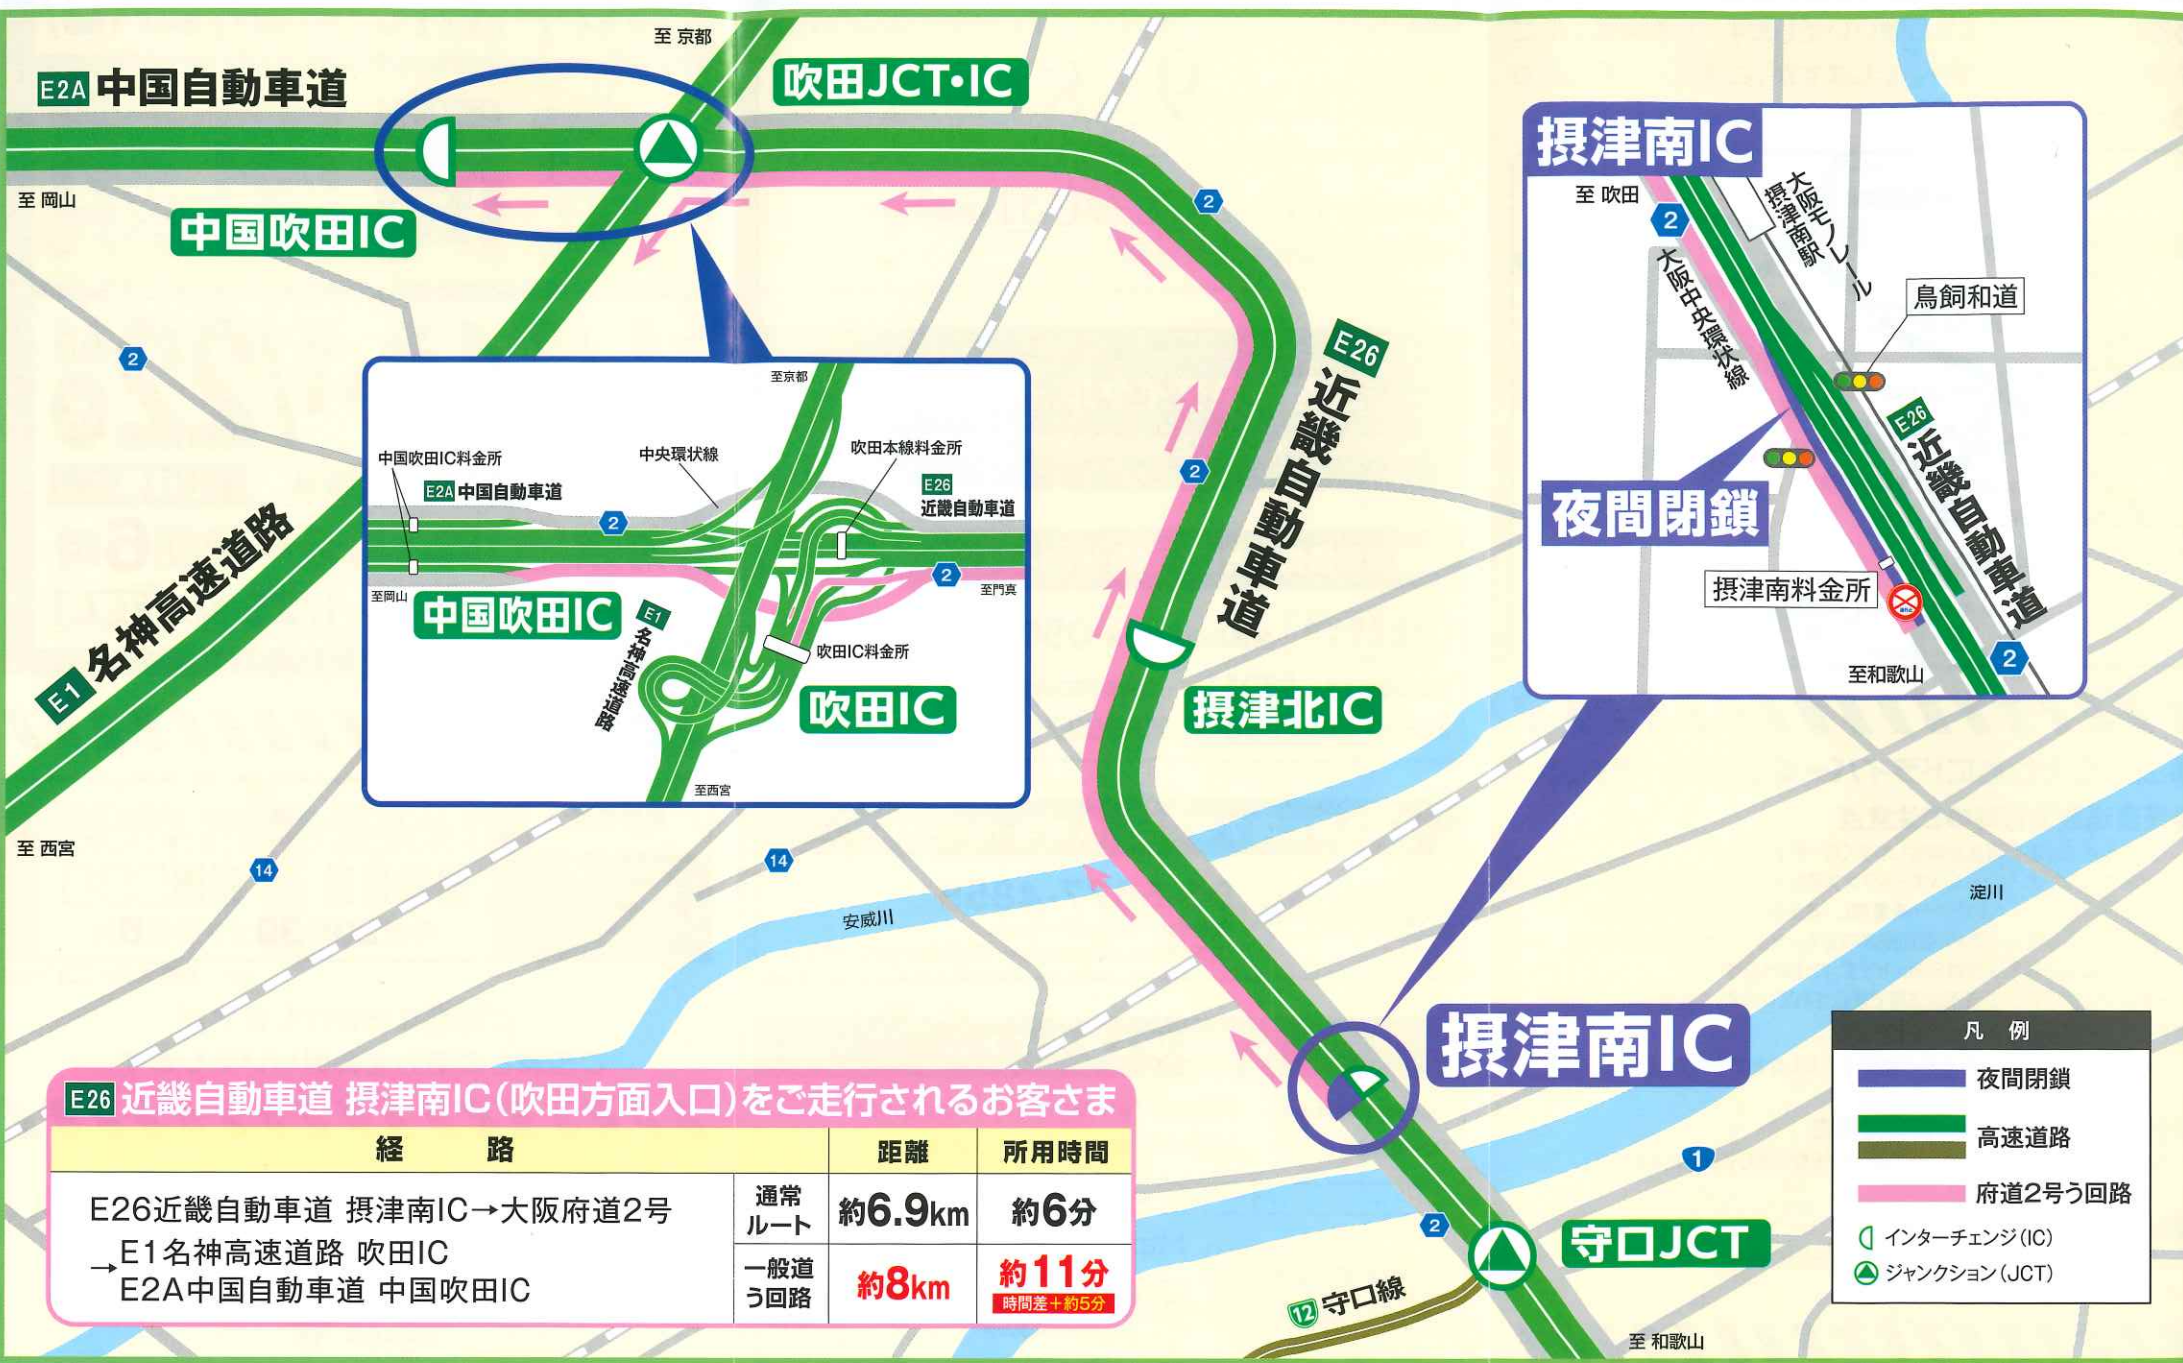 至 京都
E2A 中国自動車道
吹田JCT・IC
至 岡山
中国吹田IC
2
2
2
E26
近畿自動車道
E1 名神高速道路
至 西宮
14
14
安威川
淀川
摂津北IC
至京都
中国吹田IC料金所
中央環状線
吹田本線料金所
E2A 中国自動車道
E26
近畿自動車道
2
2
至岡山
至門真
中国吹田IC
E1
名神高速道路
吹田IC料金所
吹田IC
至西宮
摂津南IC
至 吹田
2
大阪モノレール
摂津南駅
大阪中央環状線
鳥飼和道
E26
近畿自動車道
夜間閉鎖
摂津南料金所
2
至和歌山
摂津南IC
1
2
守口JCT
12 守口線
至 和歌山
E26 近畿自動車道 摂津南IC(吹田方面入口)をご走行されるお客さま
経 路 距離 所用時間
E26近畿自動車道 摂津南IC→大阪府道2号
→E1名神高速道路 吹田IC
E2A中国自動車道 中国吹田IC
通常
ルート
約6.9km
約6分
一般道
う回路
約8km
約11分
時間差+約5分
凡 例
夜間閉鎖
高速道路
府道2号う回路
インターチェンジ(IC)
ジャンクション(JCT)